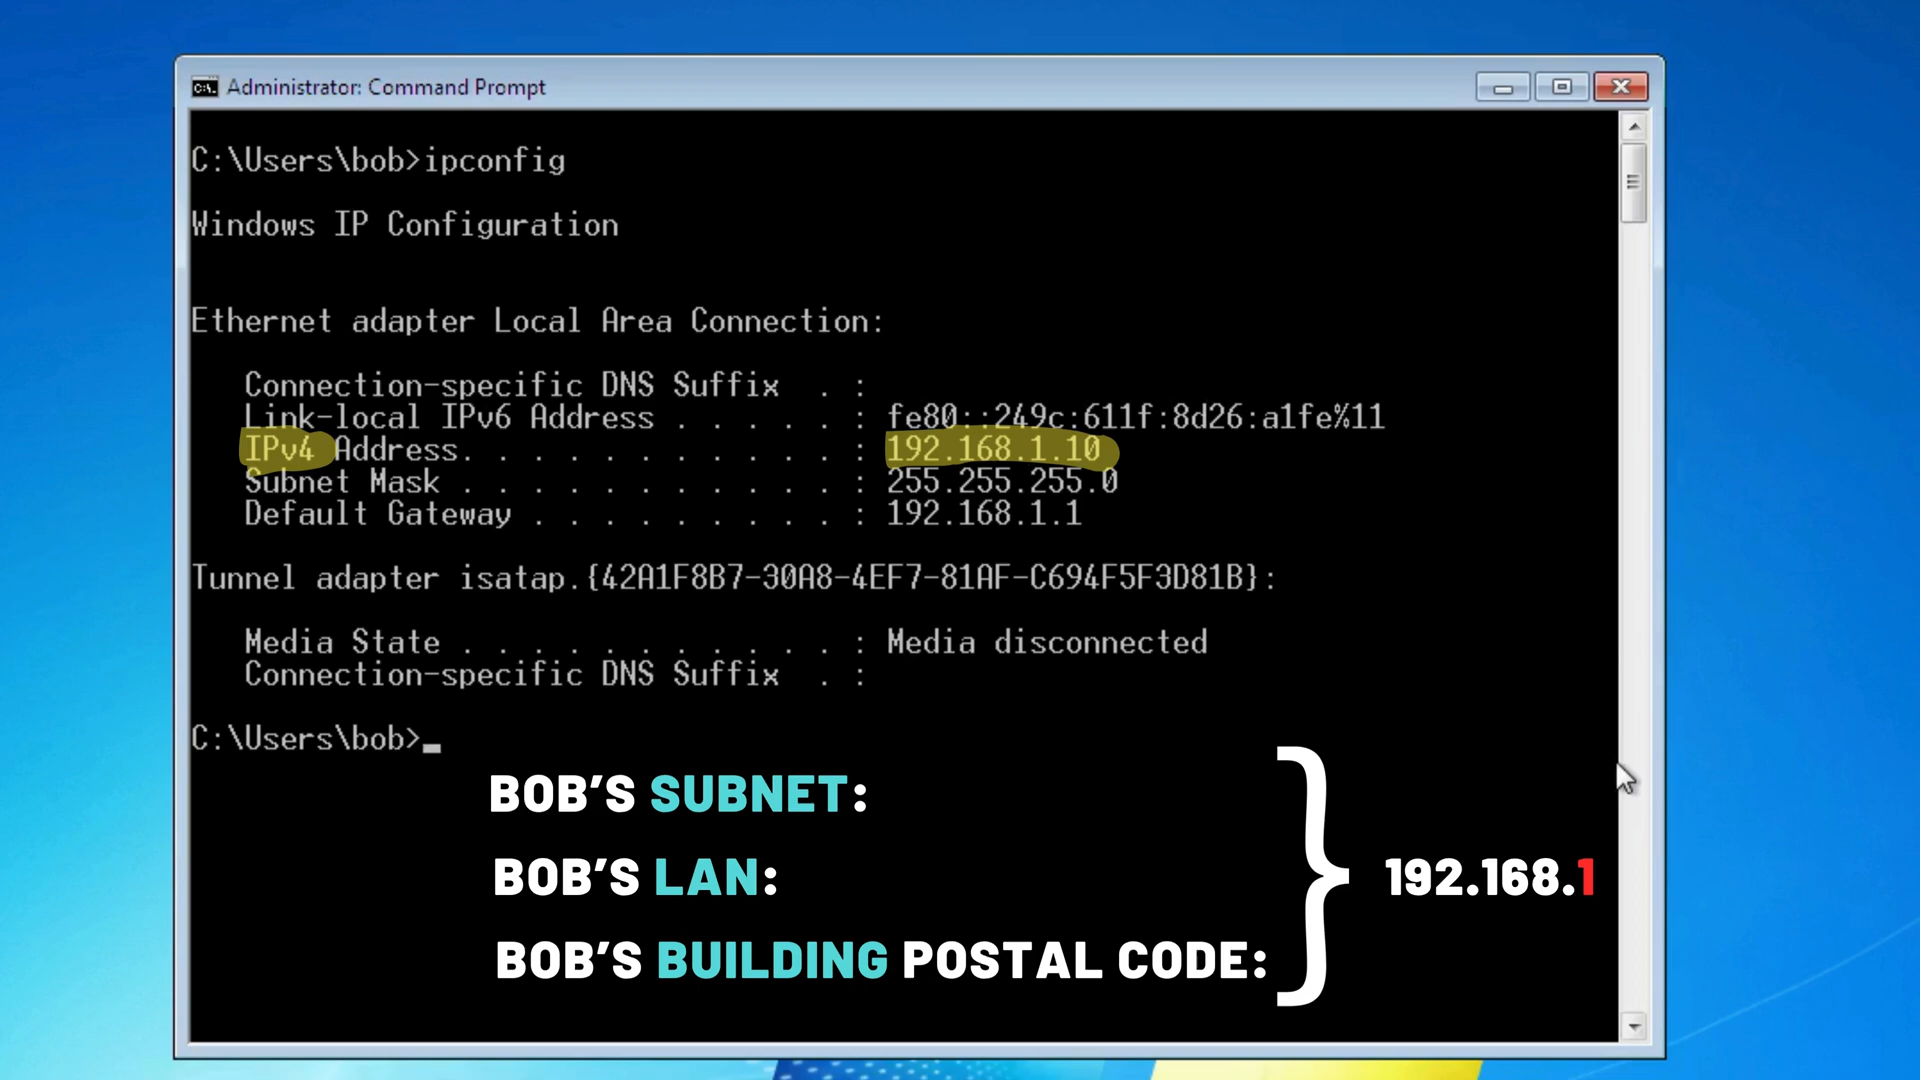 Administrator: Command Prompt
C:\Users\bob>ipconfig
Windows IP Configuration
Ethernet adapter Local Area Connection:
Connection-specific DNS Suffix . :
Link-local IPv6 Address . . . . . : fe80::249c:611f:8d26:a1fe%11
IPv4 Address. . . . . . . . . . . : 192.168.1.10
Subnet Mask . . . . . . . . . . . : 255.255.255.0
Default Gateway . . . . . . . . . : 192.168.1.1
Tunnel adapter isatap.{42A1F8B7-30A8-4EF7-81AF-C694F5F3D81B}:
Media State . . . . . . . . . . . : Media disconnected
Connection-specific DNS Suffix . :
C:\Users\bob>_
BOB'S SUBNET:
BOB'S LAN:
192.168.1
BOB'S BUILDING POSTAL CODE: